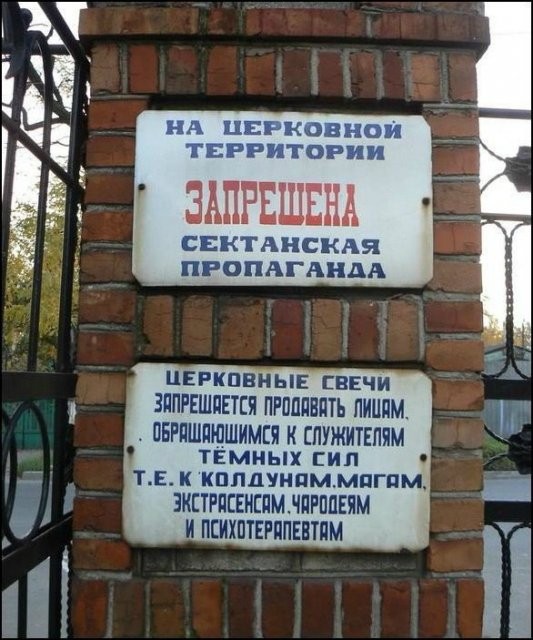 НА ЦЕРКОВНОЙ
ТЕРРИТОРИИ
ЗАПРЕШЕНА
СЕКТАНСКАЯ
ПРОПАГАНДА
ЦЕРКОВНЫЕ СВЕЧИ
ЗАПРЕЩАЕТСЯ ПРОДАВАТЬ ЛИЦАМ,
ОБРАЩАЮЩИМСЯ К СЛУЖИТЕЛЯМ
ТЁМНЫХ СИЛ
Т.Е. К КОЛДУНАМ, МАГАМ,
ЭКСТРАСЕНСАМ, ЧАРОДЕЯМ
И ПСИХОТЕРАПЕВТАМ